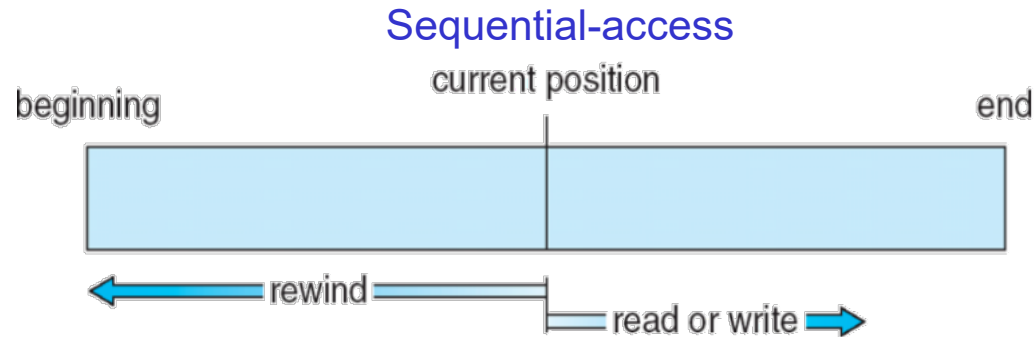 Sequential-access
current position
beginning
end
rewind
read or write